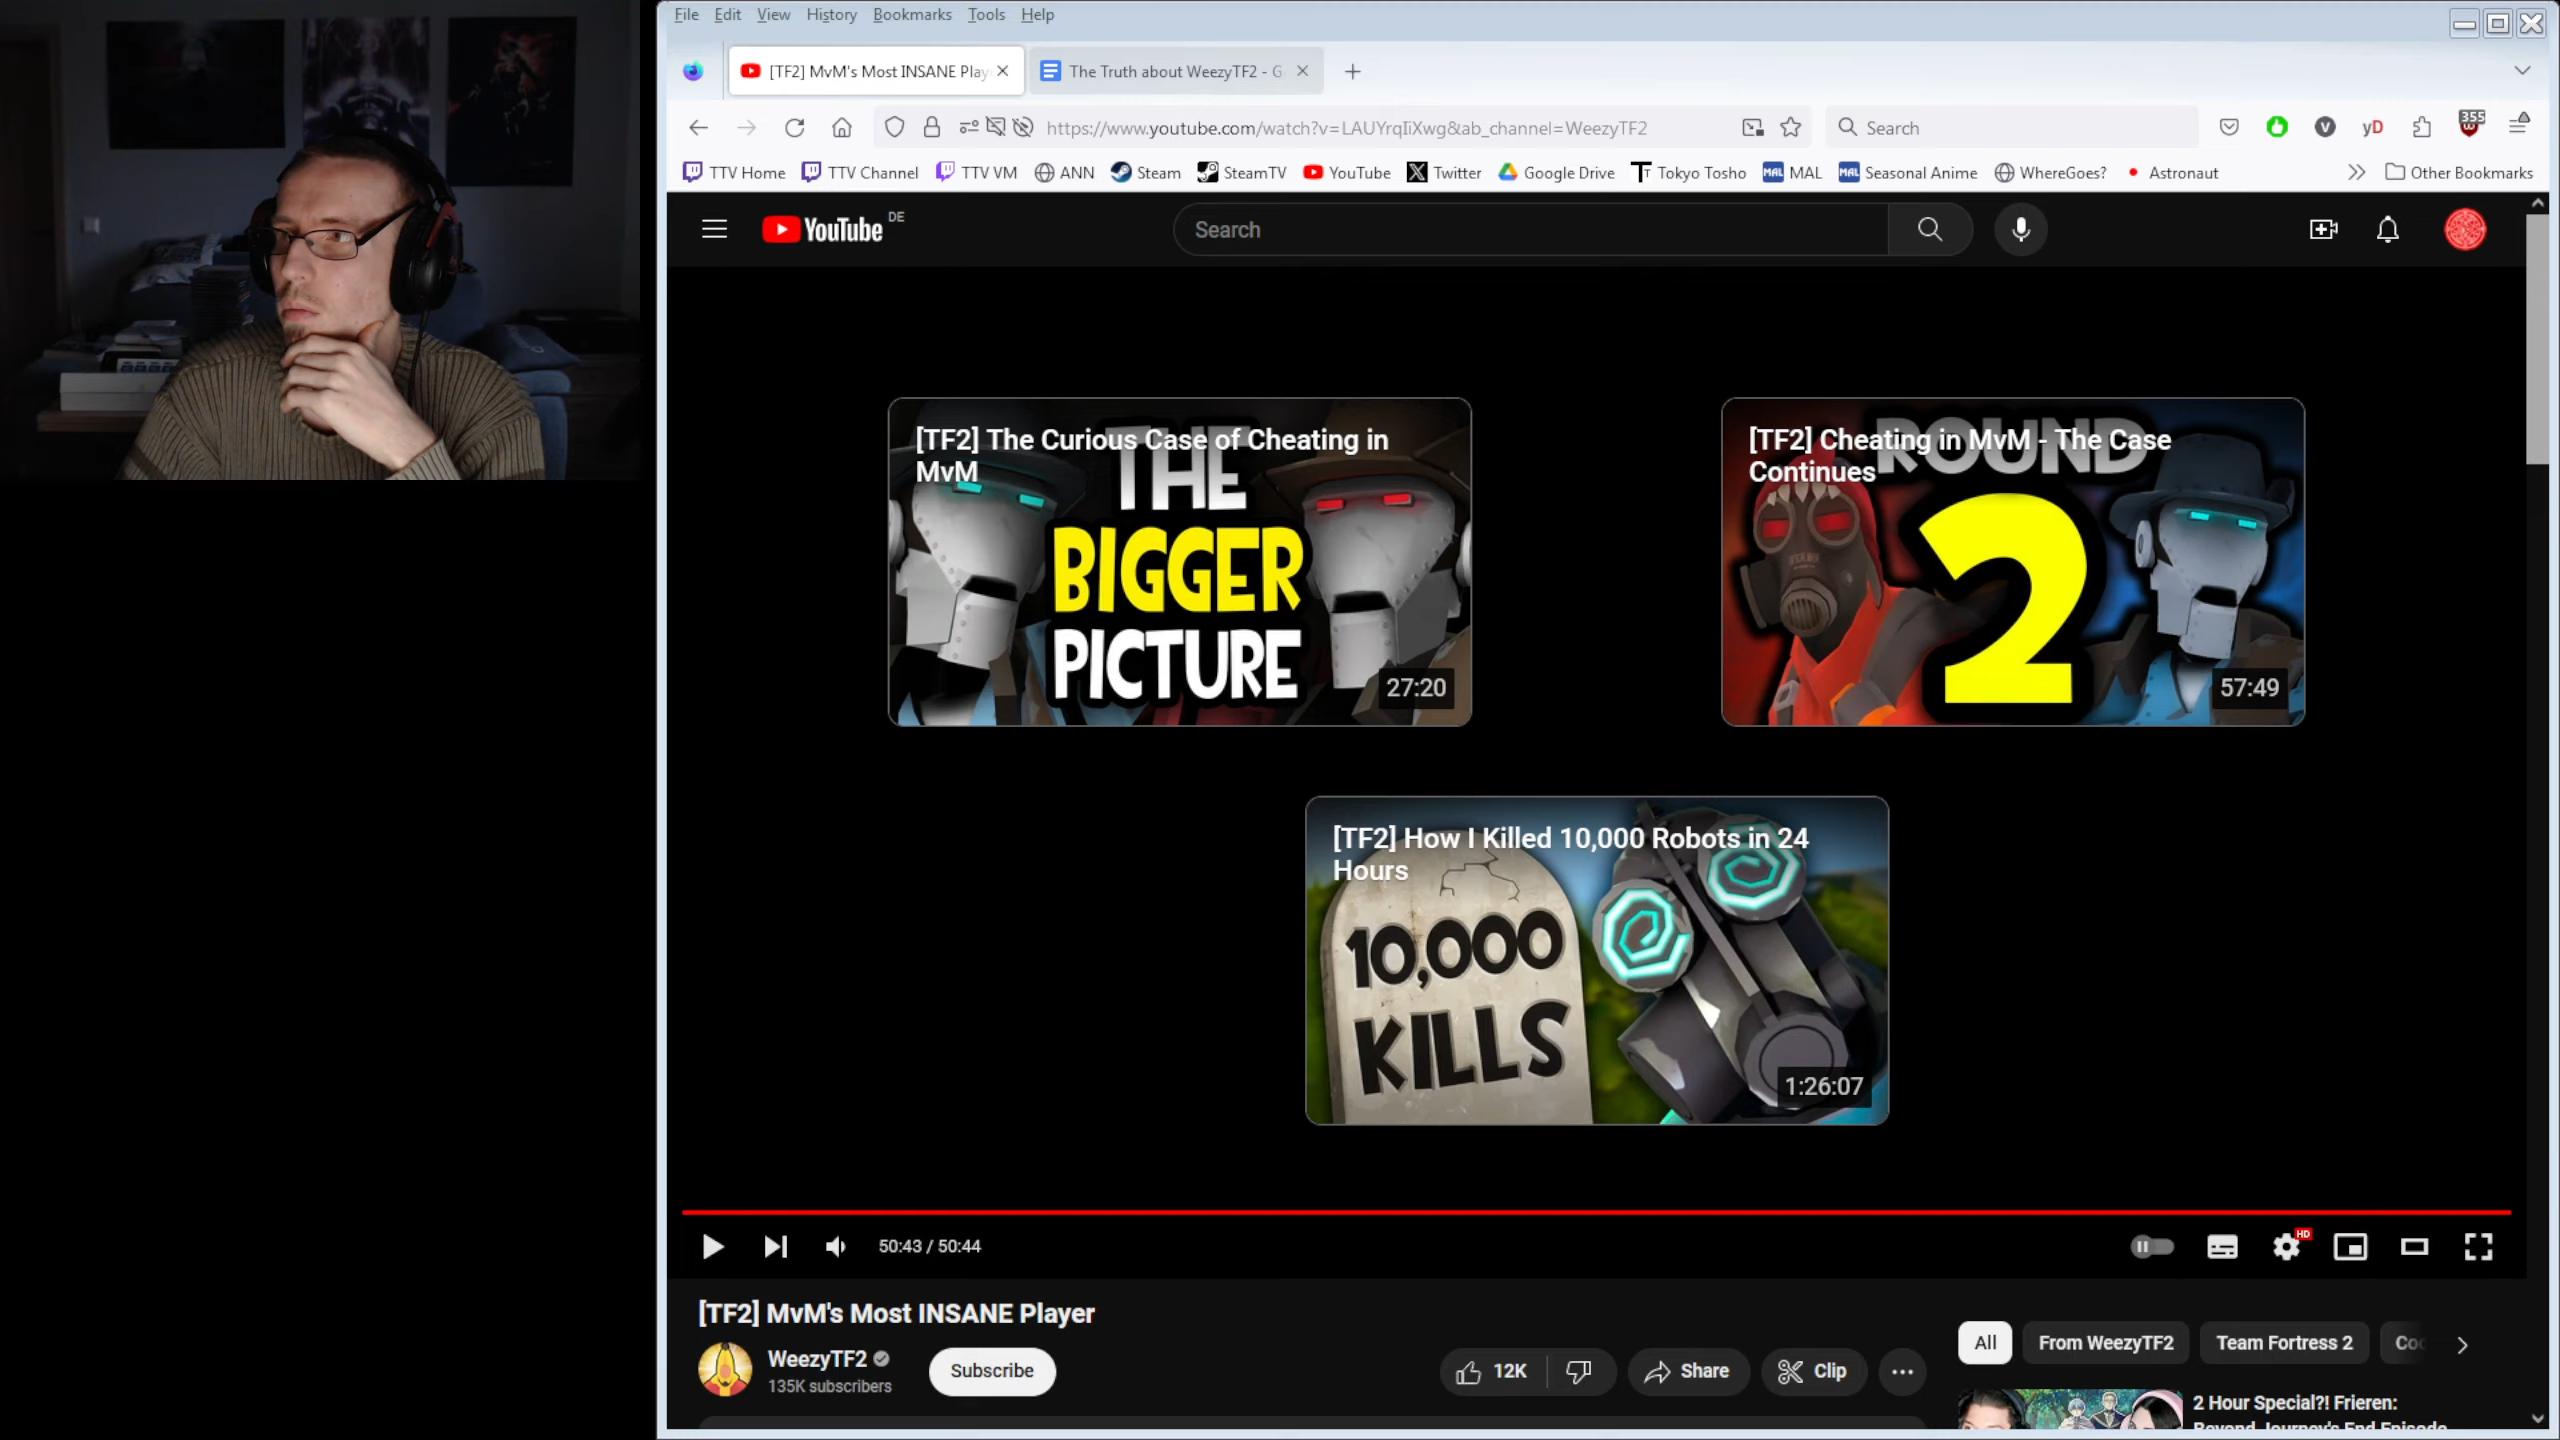 File Edit View History Bookmarks Tools Help
[TF2] MvM's Most INSANE Play
The Truth about WeezyTF2 - G
https://www.youtube.com/watch?v=LAUYrqIiXwg&ab_channel=WeezyTF2
Search
yD
355
TTV Home
TTV Channel
TTV VM
ANN
Steam
SteamTV
YouTube
Twitter
Google Drive
Tokyo Tosho
MAL
Seasonal Anime
WhereGoes?
Astronaut
Other Bookmarks
YouTube DE
Search
[TF2] The Curious Case of Cheating in
MvM
THE
BIGGER
PICTURE
27:20
[TF2] Cheating in MvM - The Case
Continues
ROUND
2
57:49
[TF2] How I Killed 10,000 Robots in 24
Hours
10,000
KILLS
1:26:07
50:43 / 50:44
HD
[TF2] MvM's Most INSANE Player
WeezyTF2
135K subscribers
Subscribe
12K
Share
Clip
All
From WeezyTF2
Team Fortress 2
2 Hour Special?! Frieren:
Beyond Journey's End Episode